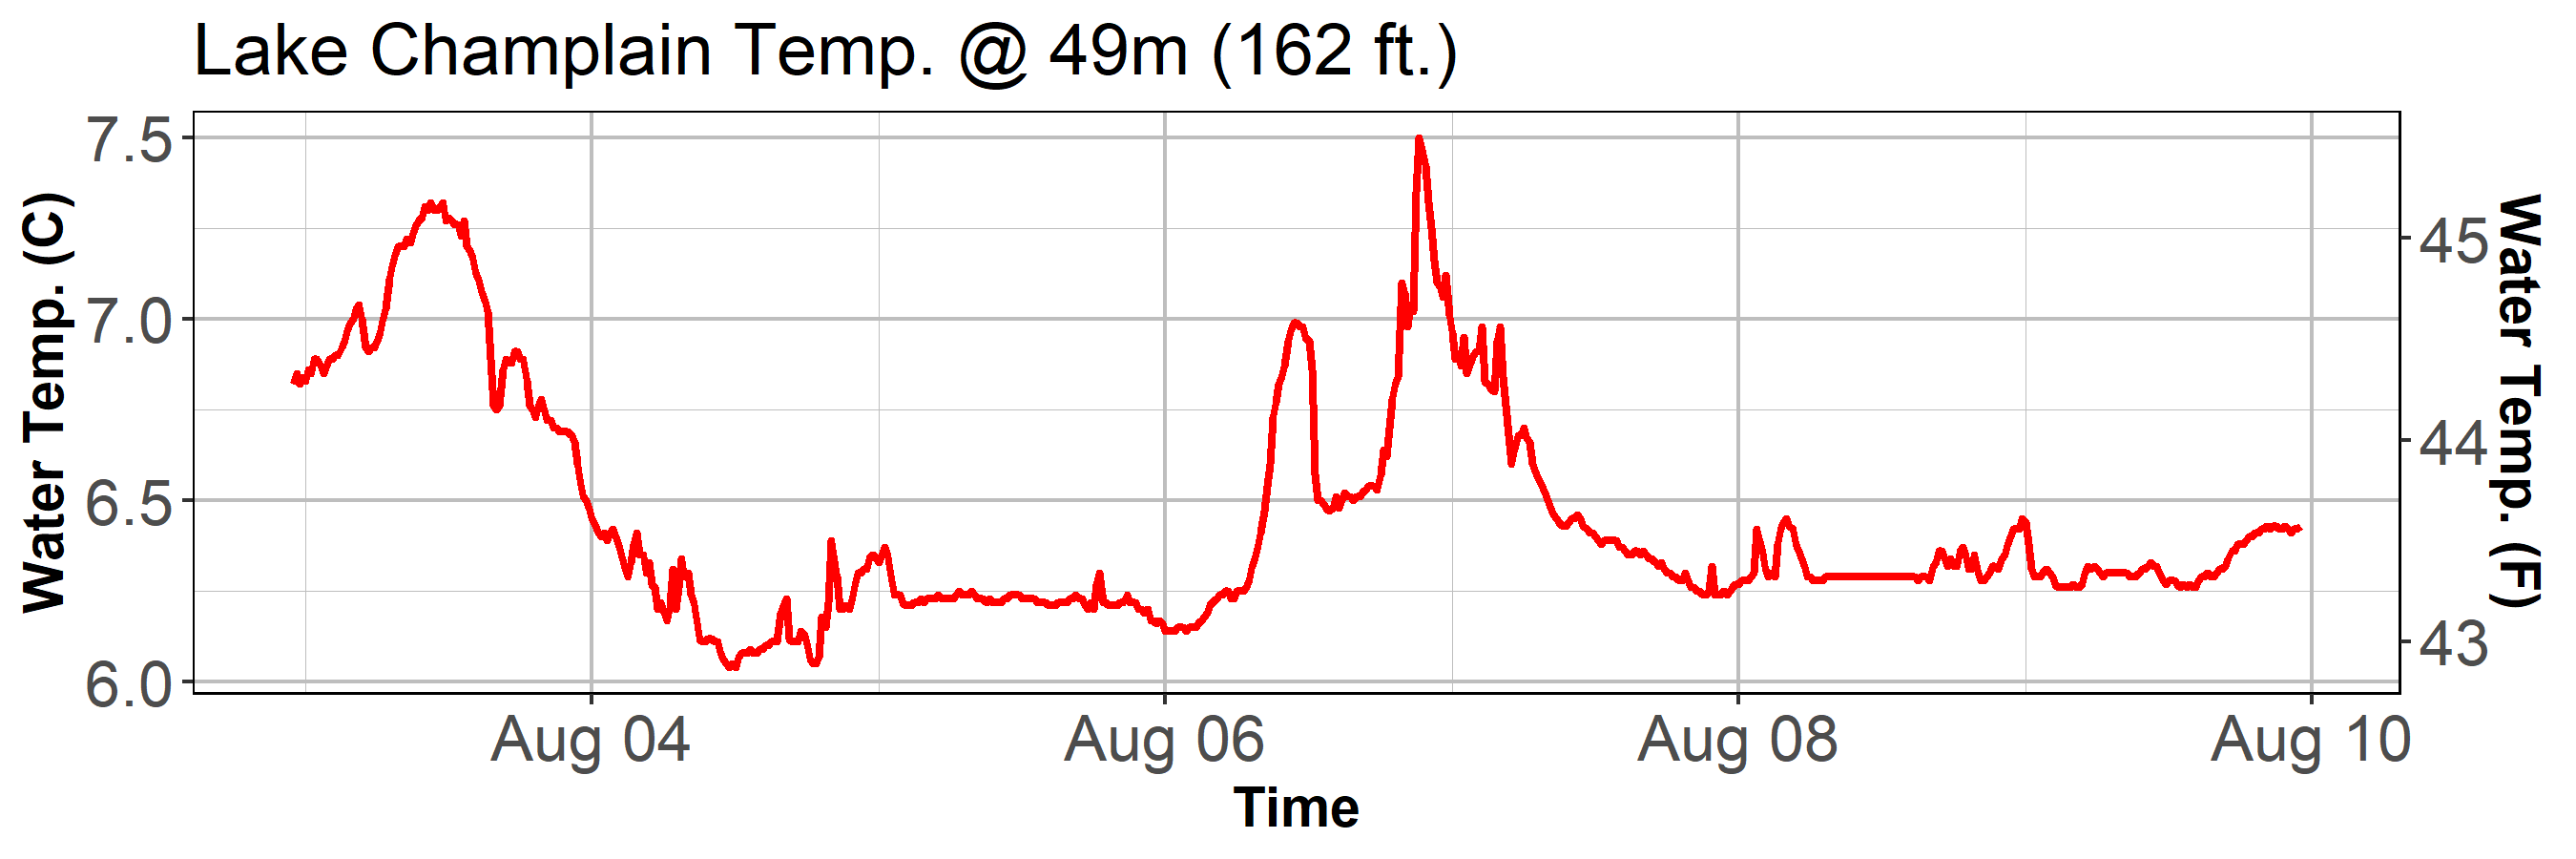 Lake Champlain Temp. @ 49m (162 ft.)
Water Temp. (C)
7.5
7.0
6.5
6.0
45
44
43
Water Temp. (F)
Aug 04 Aug 06 Aug 08 Aug 10
Time